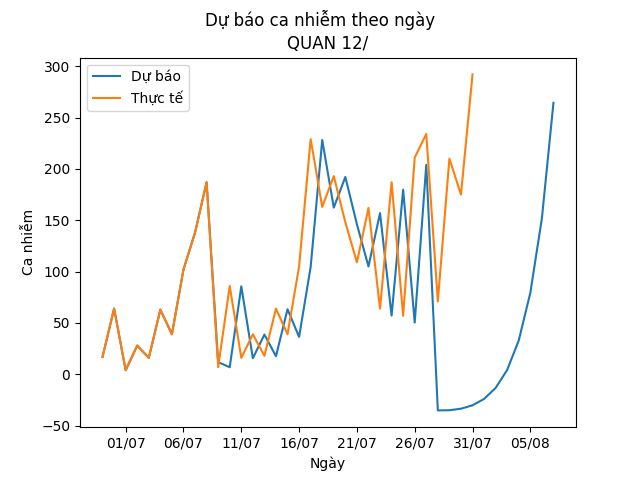 Dự báo ca nhiễm theo ngày
QUAN 12/
Dự báo
Thực tế
300
250
200
150
100
50
0
−50
Ca nhiễm
01/07
06/07
11/07
16/07
21/07
26/07
31/07
05/08
Ngày